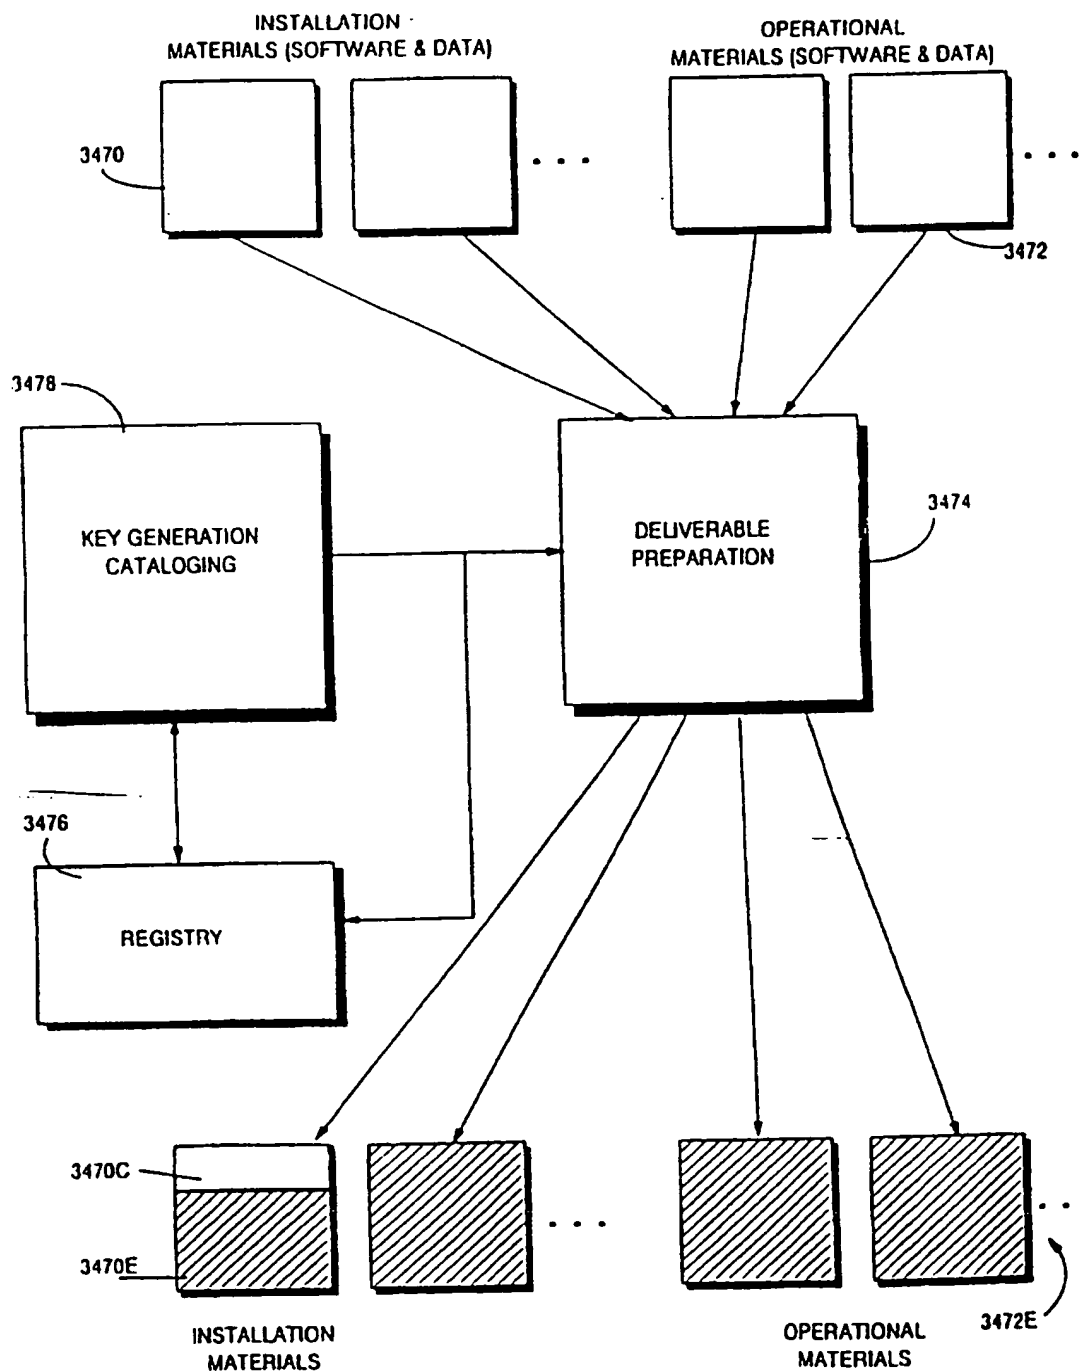 INSTALLATION
MATERIALS (SOFTWARE & DATA)
OPERATIONAL
MATERIALS (SOFTWARE & DATA)
3470
3472
3478
KEY GENERATION
CATALOGING
DELIVERABLE
PREPARATION
3474
3476
REGISTRY
3470C
3470E
3472E
INSTALLATION
MATERIALS
OPERATIONAL
MATERIALS